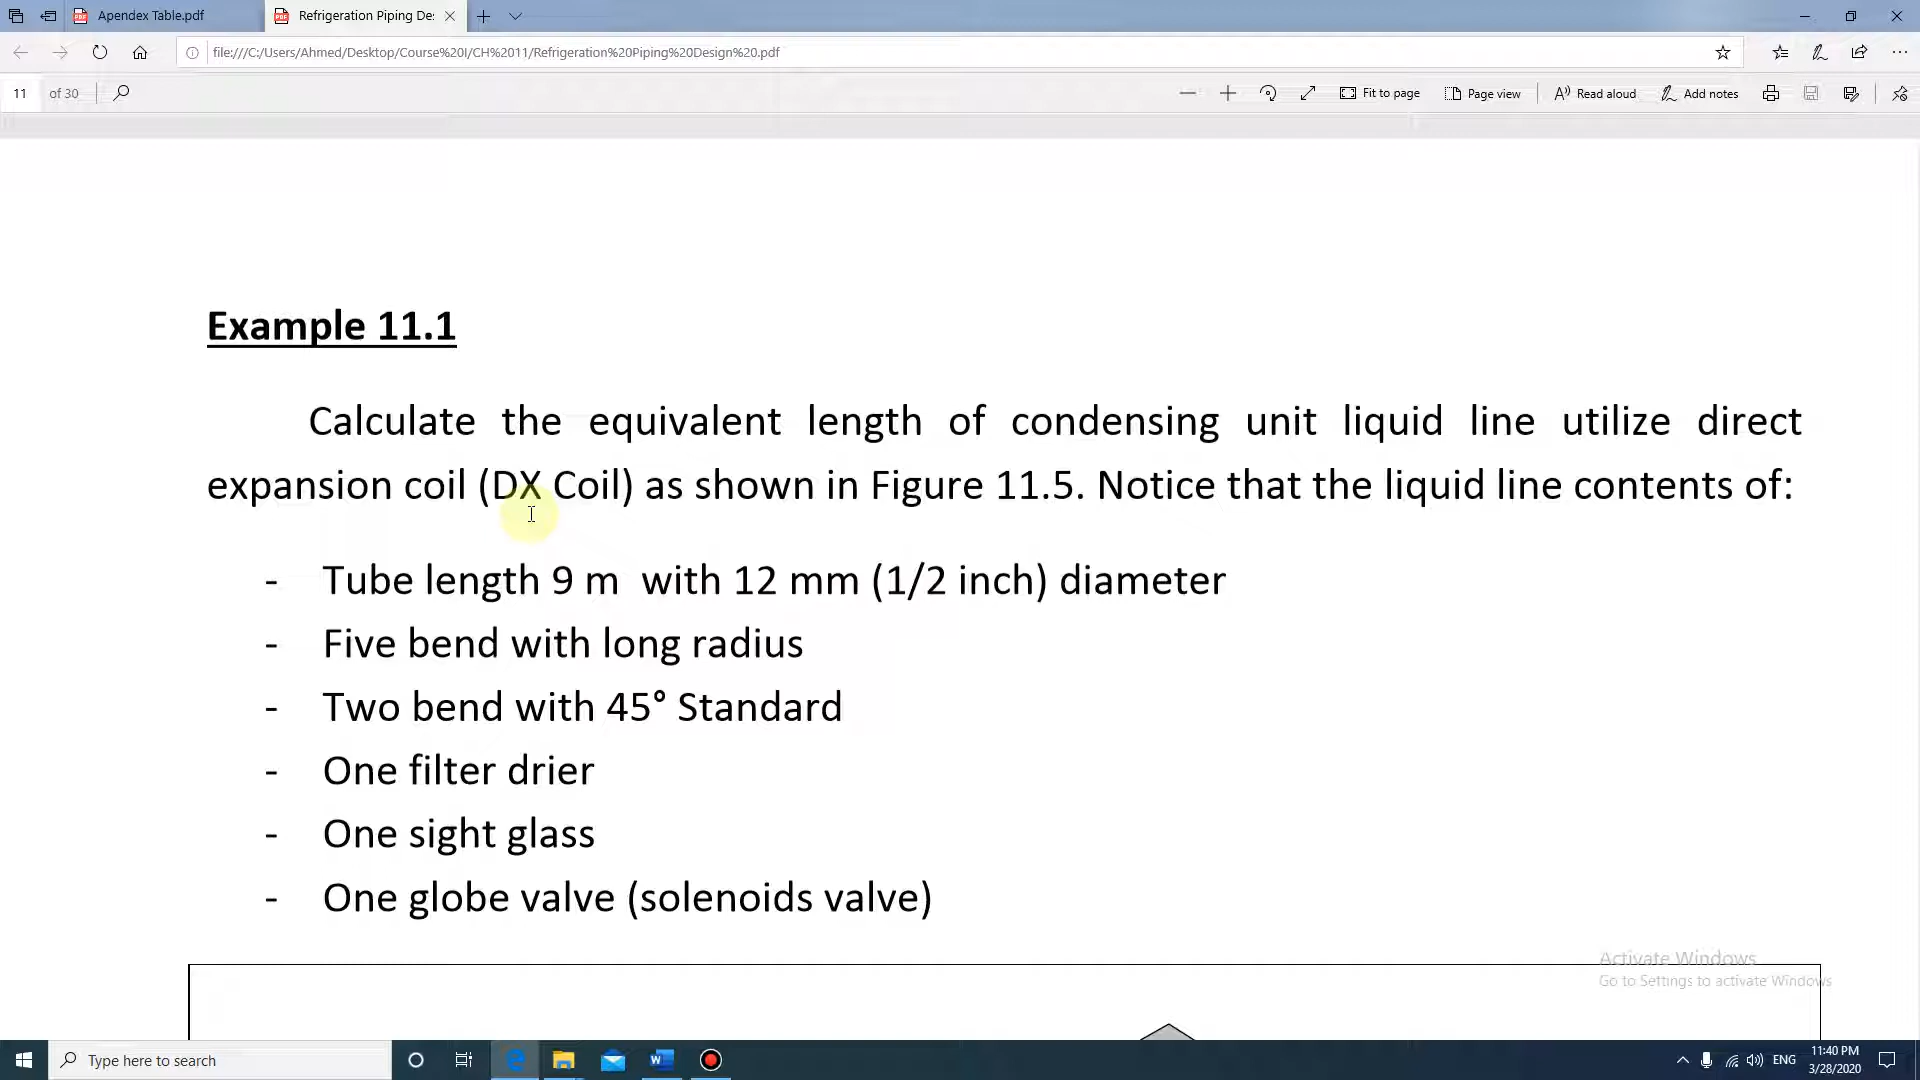 Apendex Table.pdf
Refrigeration Piping De:
file:///C:/Users/Ahmed/Desktop/Course%20I/CH%2011/Refrigeration%20Piping%20Design%20.pdf
11 of 30
Fit to page
Page view
Read aloud
Add notes
Example 11.1
Calculate the equivalent length of condensing unit liquid line utilize direct
expansion coil (DX Coil) as shown in Figure 11.5. Notice that the liquid line contents of:
- Tube length 9 m with 12 mm (1/2 inch) diameter
- Five bend with long radius
- Two bend with 45° Standard
- One filter drier
- One sight glass
- One globe valve (solenoids valve)
Activate Windows
Go to Settings to activate Windows
Type here to search
ENG
11:40 PM
3/28/2020